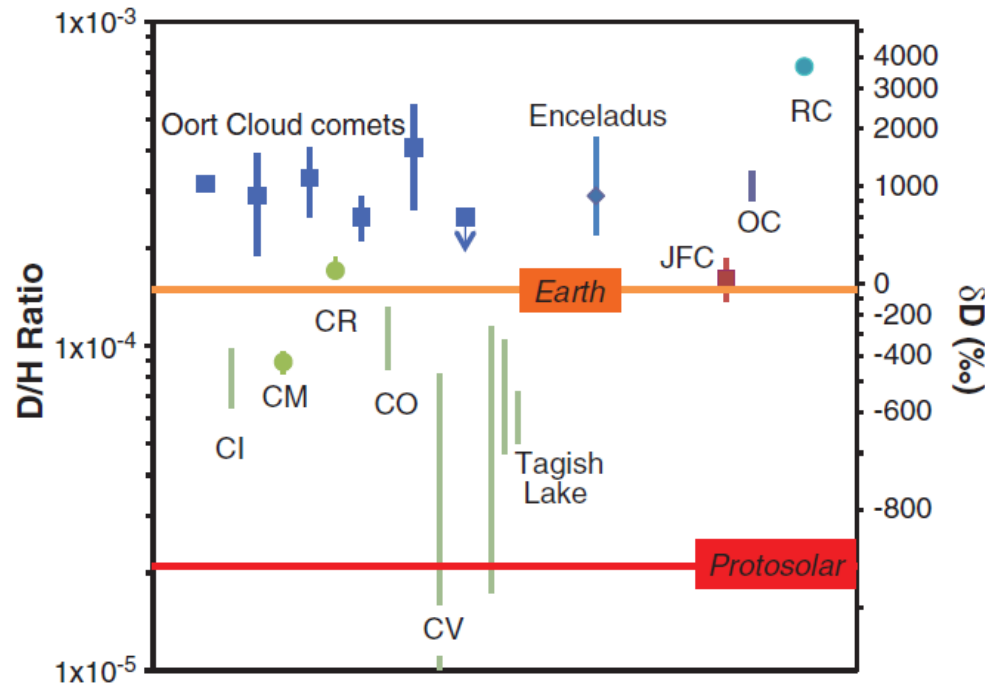 1x10⁻³
1x10⁻⁴
1x10⁻⁵
D/H Ratio
Oort Cloud comets
Enceladus
RC
OC
JFC
Earth
CR
CM
CI
CO
CV
Tagish
Lake
Protosolar
4000
3000
2000
1000
0
-200
-400
-600
-800
δD (‰)